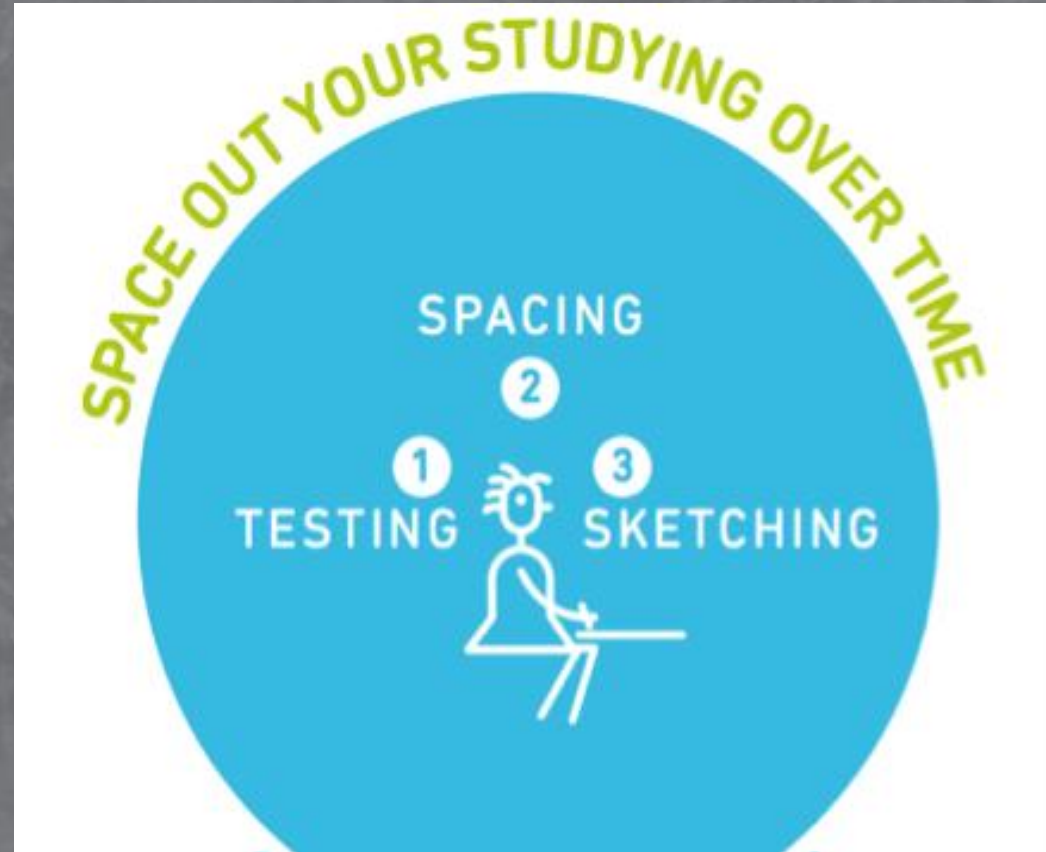 SPACE OUT YOUR STUDYING OVER TIME
SPACING
2
1
3
TESTING
SKETCHING